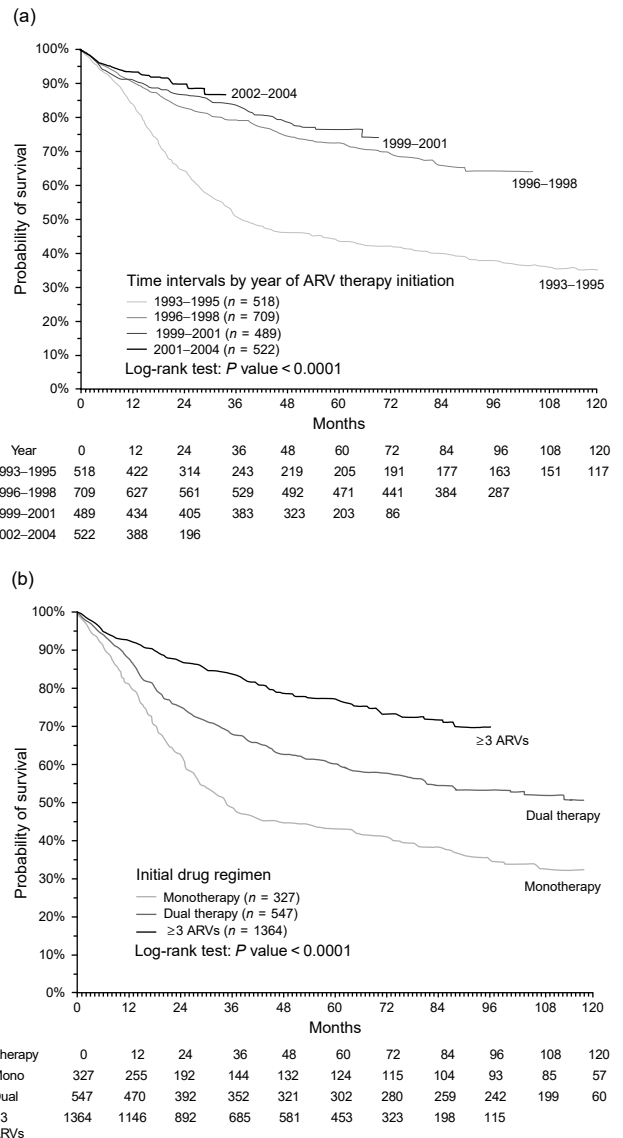 (a)
100%
90%
80%
70%
60%
50%
40%
30%
20%
10%
0%
Probability of survival
2002–2004
1999–2001
1996–1998
1993–1995
Time intervals by year of ARV therapy initiation
1993–1995 (n = 518)
1996–1998 (n = 709)
1999–2001 (n = 489)
2001–2004 (n = 522)
Log-rank test: P value < 0.0001
0 12 24 36 48 60 72 84 96 108 120
Months
Year 0 12 24 36 48 60 72 84 96 108 120
993–1995 518 422 314 243 219 205 191 177 163 151 117
996–1998 709 627 561 529 492 471 441 384 287
999–2001 489 434 405 383 323 203 86
002–2004 522 388 196
(b)
100%
90%
80%
70%
60%
50%
40%
30%
20%
10%
0%
Probability of survival
≥3 ARVs
Dual therapy
Monotherapy
Initial drug regimen
Monotherapy (n = 327)
Dual therapy (n = 547)
≥3 ARVs (n = 1364)
Log-rank test: P value < 0.0001
0 12 24 36 48 60 72 84 96 108 120
Months
herapy 0 12 24 36 48 60 72 84 96 108 120
ono 327 255 192 144 132 124 115 104 93 85 57
ual 547 470 392 352 321 302 280 259 242 199 60
3 1364 1146 892 685 581 453 323 198 115
RVs